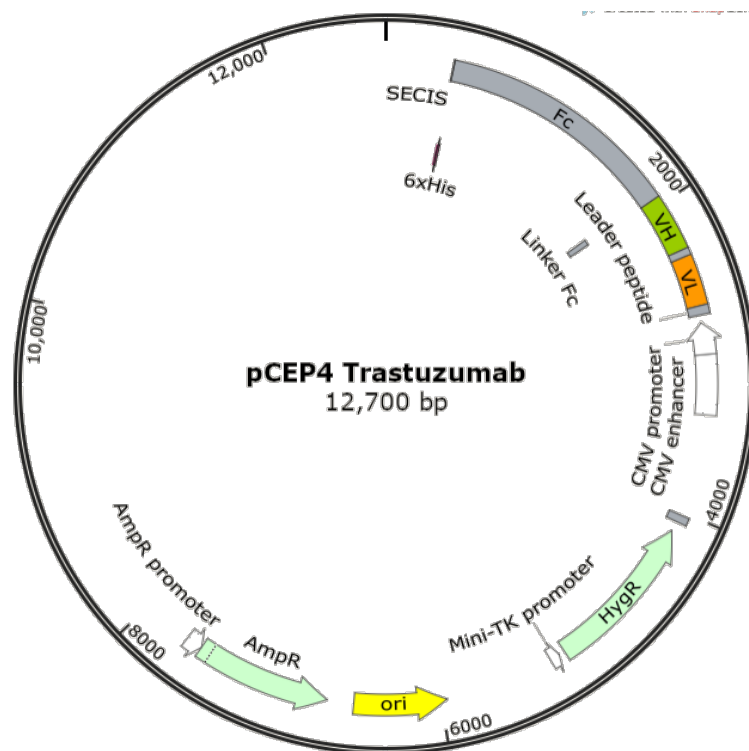 12,000
SECIS
Fc
2000
6xHis
VH
Leader peptide
Linker Fc
VL
10,000
pCEP4 Trastuzumab
12,700 bp
CMV promoter
CMV enhancer
4000
AmpR promoter
Mini-TK promoter
HygR
8000
AmpR
ori
6000